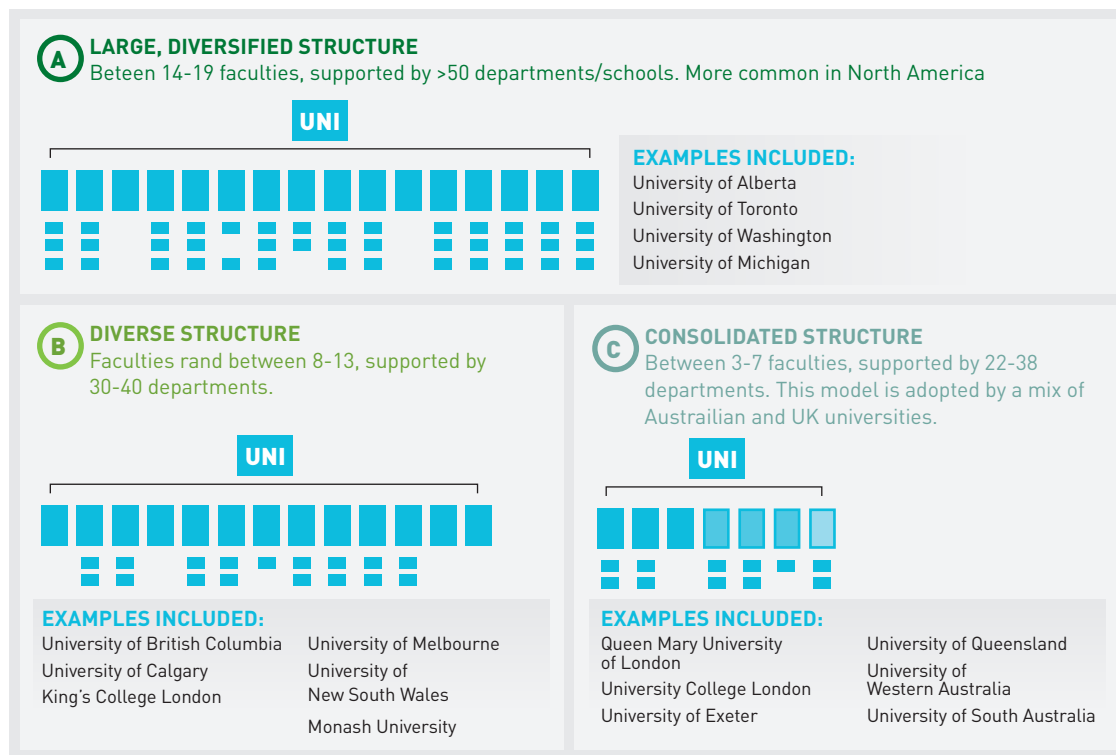 A
LARGE, DIVERSIFIED STRUCTURE
Beteen 14-19 faculties, supported by >50 departments/schools. More common in North America
UNI
EXAMPLES INCLUDED:
University of Alberta
University of Toronto
University of Washington
University of Michigan
B
DIVERSE STRUCTURE
Faculties rand between 8-13, supported by
30-40 departments.
UNI
EXAMPLES INCLUDED:
University of British Columbia
University of Calgary
King's College London
University of Melbourne
University of
New South Wales
Monash University
C
CONSOLIDATED STRUCTURE
Between 3-7 faculties, supported by 22-38
departments. This model is adopted by a mix of
Austrailian and UK universities.
UNI
EXAMPLES INCLUDED:
Queen Mary University
of London
University College London
University of Exeter
University of Queensland
University of
Western Australia
University of South Australia